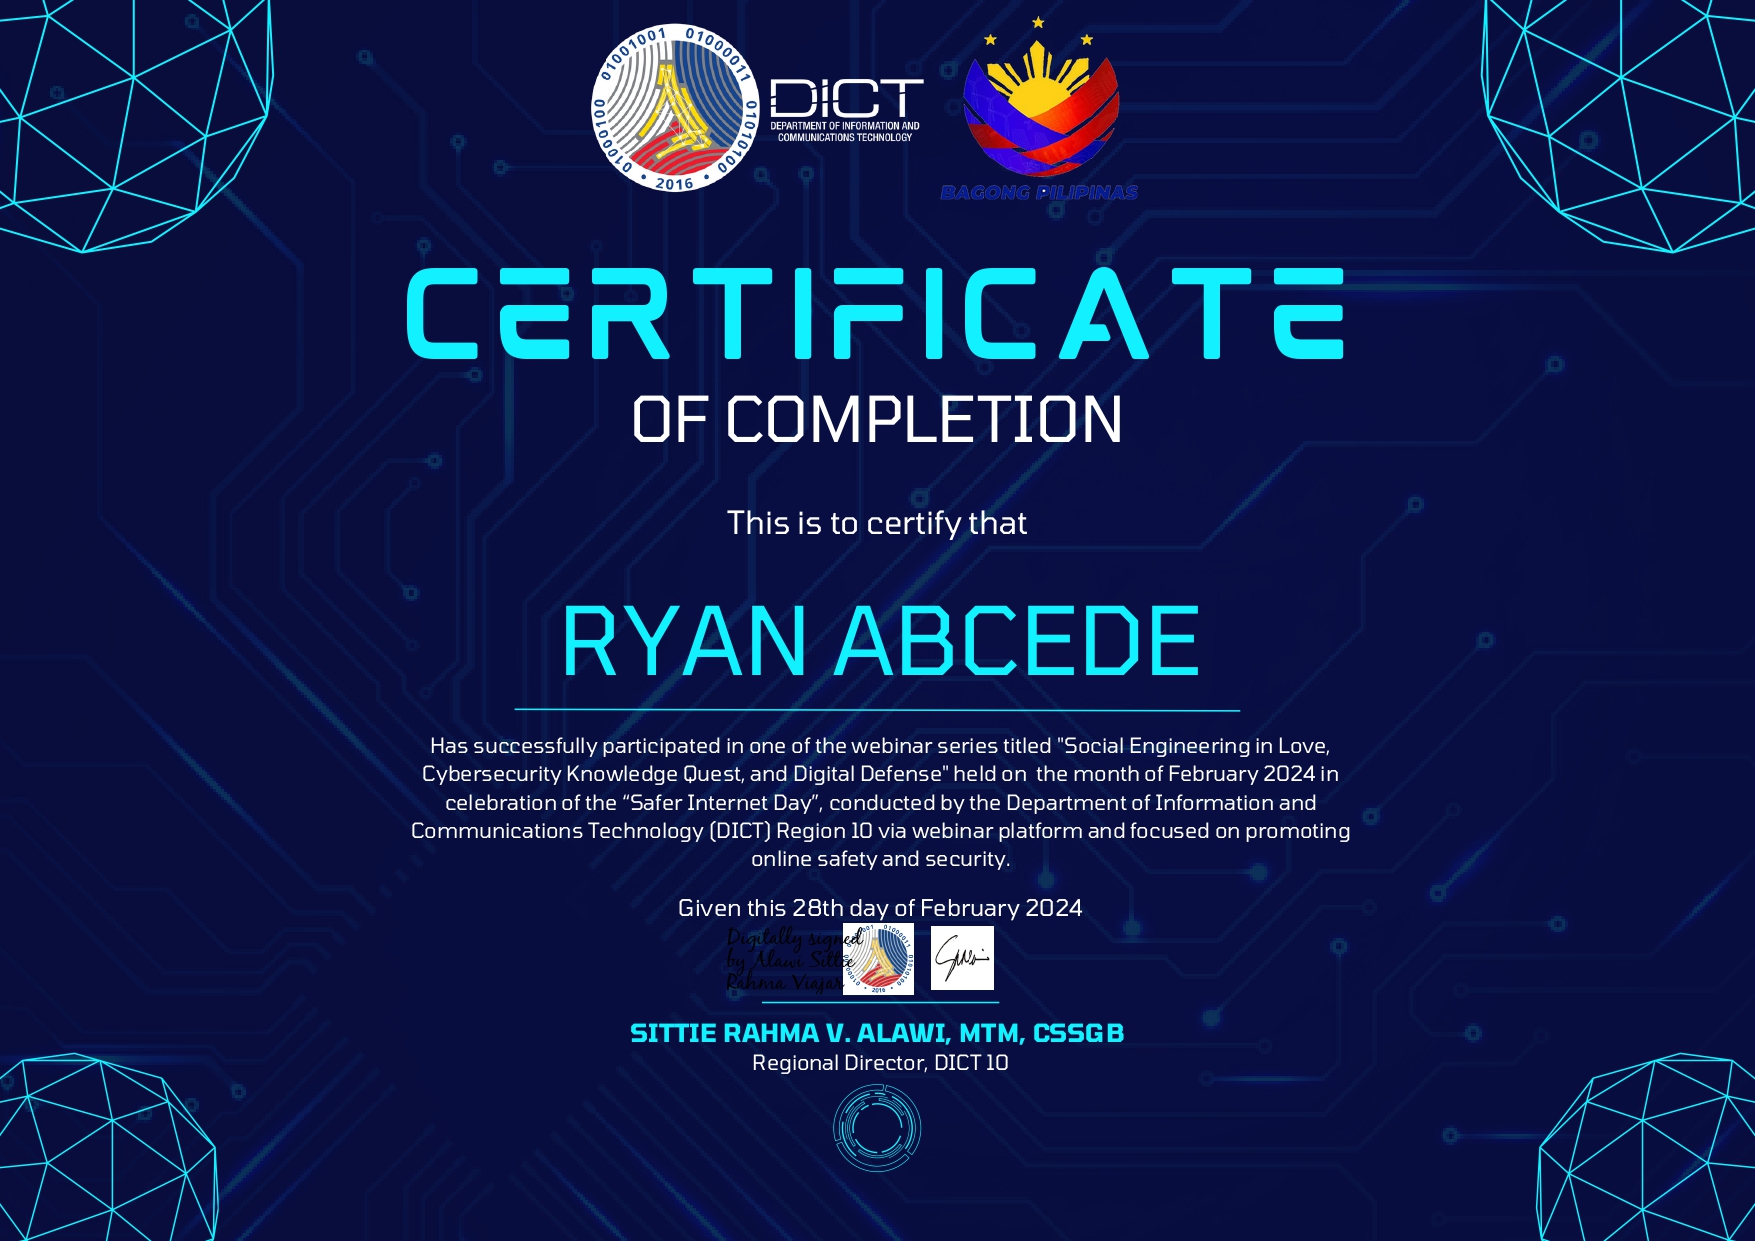 01001001 01000011 01010100 • 2016 • 01000100
DICT
DEPARTMENT OF INFORMATION AND
COMMUNICATIONS TECHNOLOGY
BAGONG PILIPINAS
CERTIFICATE
OF COMPLETION
This is to certify that
RYAN ABCEDE
Has successfully participated in one of the webinar series titled "Social Engineering in Love,
Cybersecurity Knowledge Quest, and Digital Defense" held on the month of February 2024 in
celebration of the “Safer Internet Day”, conducted by the Department of Information and
Communications Technology (DICT) Region 10 via webinar platform and focused on promoting
online safety and security.
Given this 28th day of February 2024
Digitally signed
by Alawi Sittie
Rahma Viajar
SITTIE RAHMA V. ALAWI, MTM, CSSGB
Regional Director, DICT 10